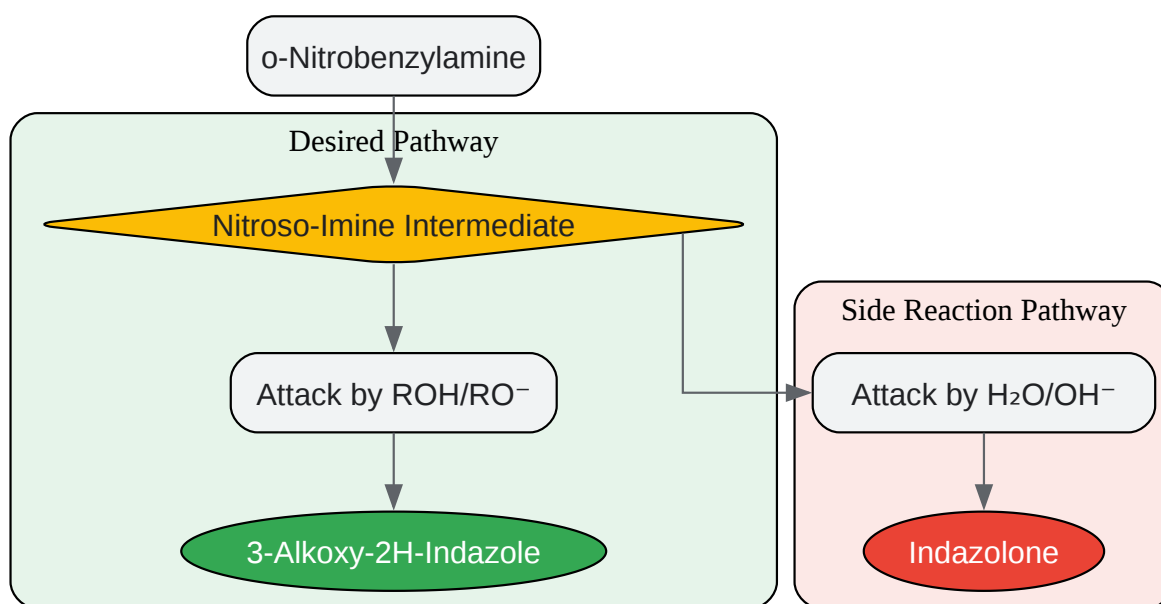 o-Nitrobenzylamine
Desired Pathway
Nitroso-Imine Intermediate
Side Reaction Pathway
Attack by ROH/RO⁻
Attack by H₂O/OH⁻
3-Alkoxy-2H-Indazole
Indazolone